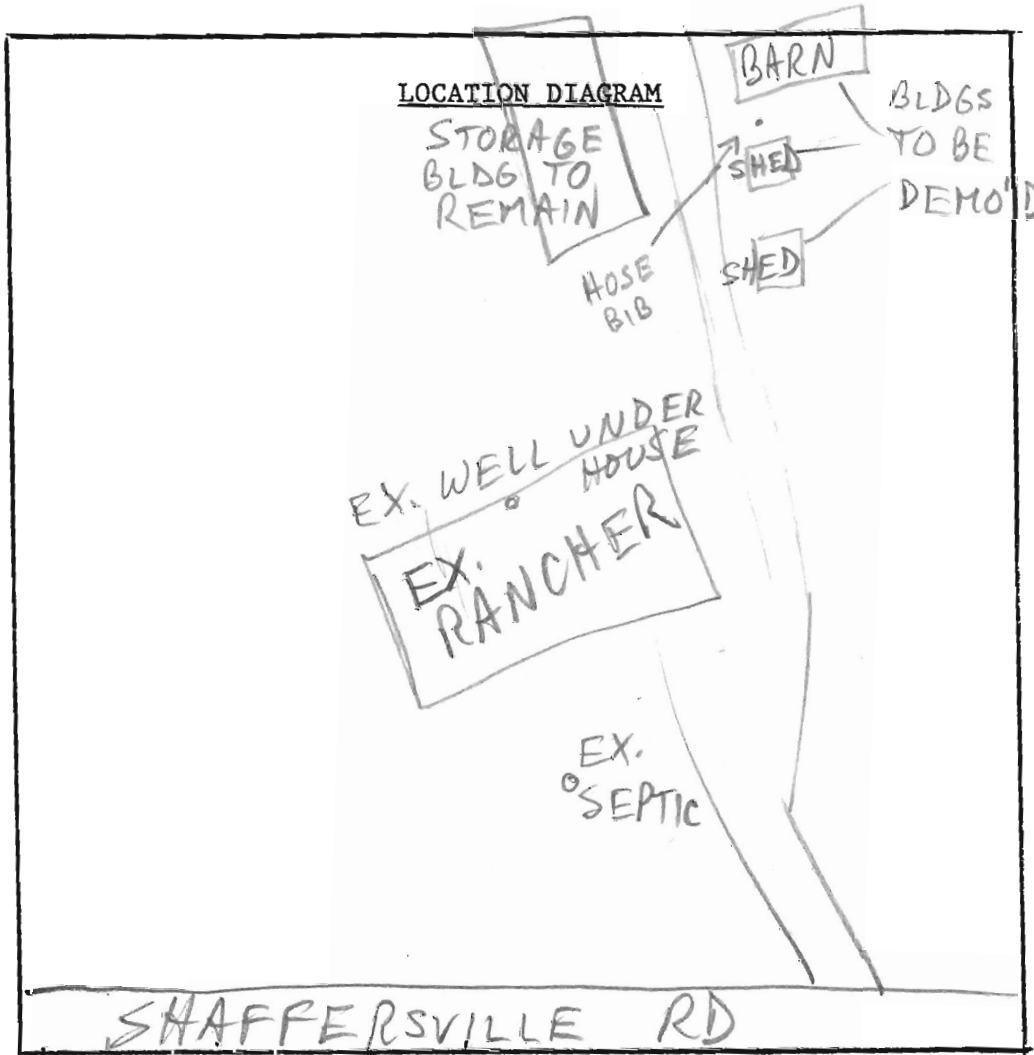 LOCATION DIAGRAM
STORAGE
BLDG TO
REMAIN
BARN
SHED
SHED
BLDGS
TO BE
DEMO'D
HOSE
BIB
EX. WELL UNDER
HOUSE
EX.
RANCHER
EX.
SEPTIC
SHAFFERSVILLE RD